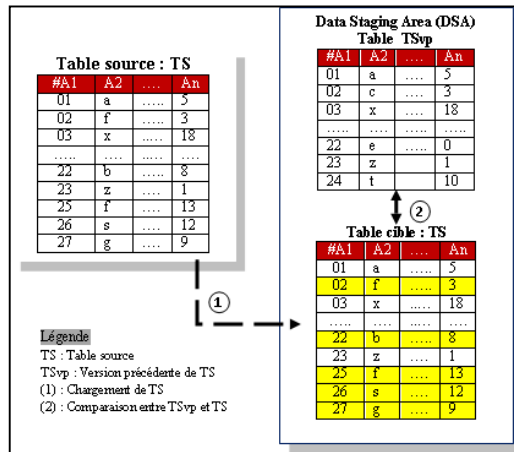 Table source : TS
#A1 A2 .... An
01 a ..... 5
02 f .... 3
03 x ..... 18
...... .... ..... .....
22 b .... 8
23 z .... 1
25 f .... 13
26 s .... 12
27 g .... 9
Data Staging Area (DSA)
Table TSvp
#A1 A2 .... An
01 a .... 5
02 c .... 3
03 x .... 18
..... ..... .... .....
22 e .... 0
23 z 1
24 t 10
②
Table cible : TS
#A1 A2 .... An
01 a ..... 5
02 f .... 3
03 x ..... 18
..... .... .... .....
22 b .... 8
23 z .... 1
25 f .... 13
26 s .... 12
27 g .... 9
①
Légende
TS : Table source
TSvp : Version précédente de TS
(1) : Chargement de TS
(2) : Comparaison entre TSvp et TS